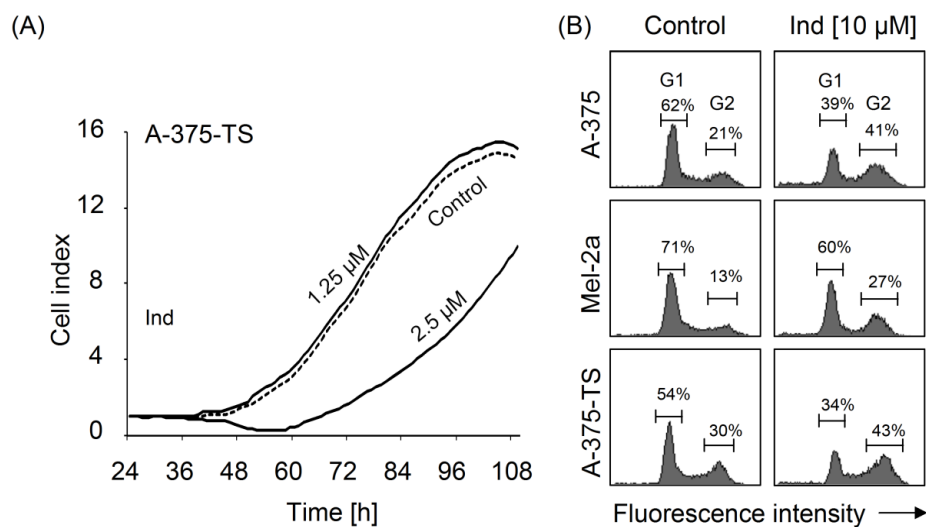 (A)
A-375-TS
Cell index
16
12
8
4
0
Ind
1.25 µM
Control
2.5 µM
24 36 48 60 72 84 96 108
Time [h]
(B)
Control Ind [10 µM]
A-375
G1
62%
G2
21%
G1
39%
G2
41%
Mel-2a
71%
13%
60%
27%
A-375-TS
54%
30%
34%
43%
Fluorescence intensity